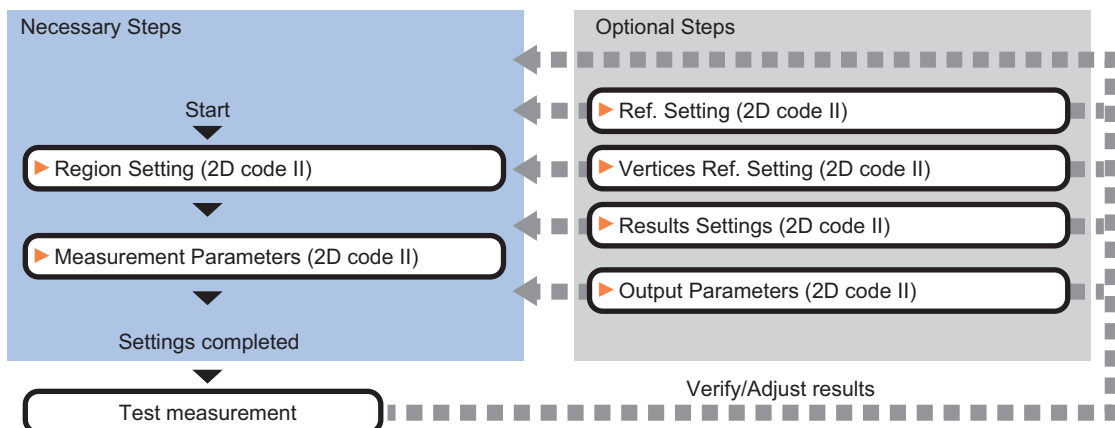 Necessary Steps
Start
Region Setting (2D code II)
Measurement Parameters (2D code II)
Settings completed
Test measurement
Optional Steps
Ref. Setting (2D code II)
Vertices Ref. Setting (2D code II)
Results Settings (2D code II)
Output Parameters (2D code II)
Verify/Adjust results